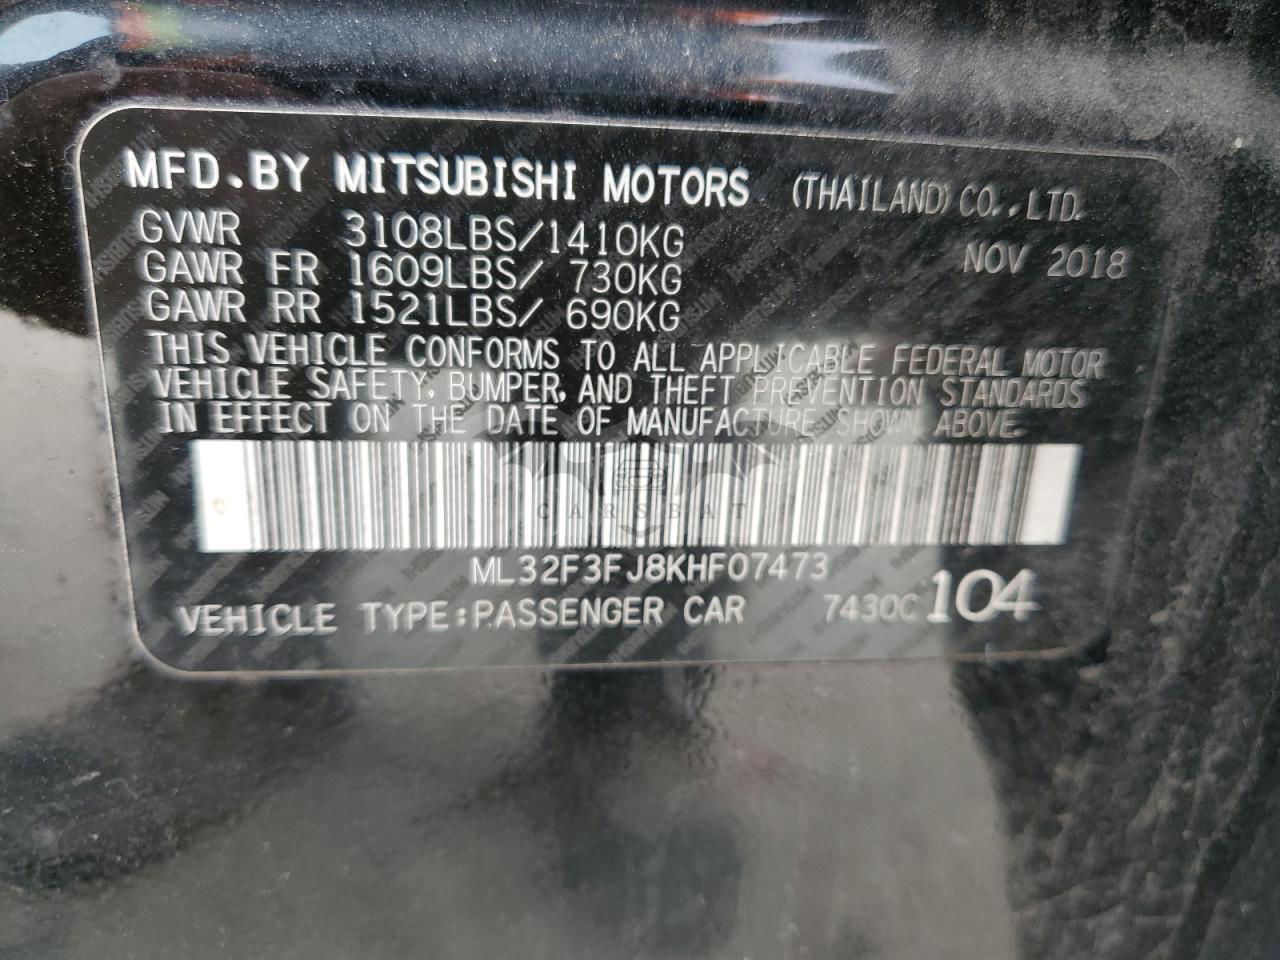 MFD.BY MITSUBISHI MOTORS (THAILAND) CO.,LTD.
GVWR 3108LBS/1410KG NOV 2018
GAWR FR 1609LBS/ 730KG
GAWR RR 1521LBS/ 690KG
THIS VEHICLE CONFORMS TO ALL APPLICABLE FEDERAL MOTOR
VEHICLE SAFETY, BUMPER, AND THEFT PREVENTION STANDARDS
IN EFFECT ON THE DATE OF MANUFACTURE SHOWN ABOVE.
CARSBAT
ML32F3FJ8KHF07473
VEHICLE TYPE:PASSENGER CAR 7430C 104